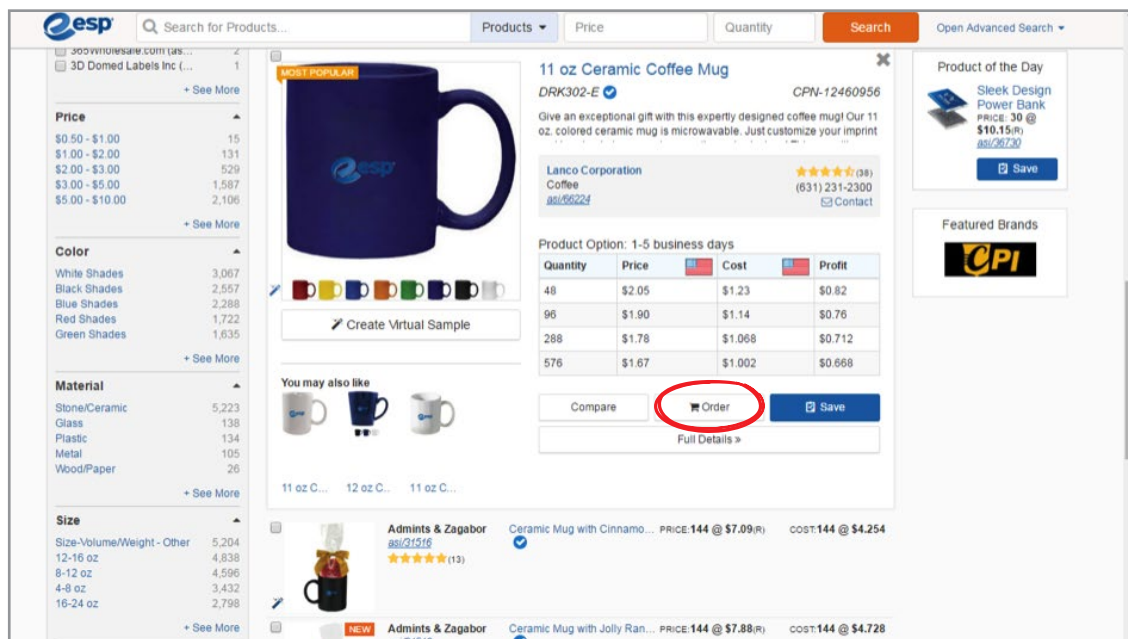 esp
Search for Products...
Products
Price
Quantity
Search
Open Advanced Search
365Wholesale.com (as... 2
3D Domed Labels Inc (... 1
+ See More
Price
$0.50 - $1.00 15
$1.00 - $2.00 131
$2.00 - $3.00 529
$3.00 - $5.00 1,587
$5.00 - $10.00 2,106
+ See More
Color
White Shades 3,067
Black Shades 2,557
Blue Shades 2,288
Red Shades 1,722
Green Shades 1,635
+ See More
Material
Stone/Ceramic 5,223
Glass 138
Plastic 134
Metal 105
Wood/Paper 26
+ See More
Size
Size-Volume/Weight - Other 5,204
12-16 oz 4,838
8-12 oz 4,596
4-8 oz 3,432
16-24 oz 2,798
+ See More
MOST POPULAR
esp
Create Virtual Sample
You may also like
esp
esp
esp
11 oz C... 12 oz C... 11 oz C...
11 oz Ceramic Coffee Mug
DRK302-E CPN-12460956
Give an exceptional gift with this expertly designed coffee mug! Our 11
oz. colored ceramic mug is microwavable. Just customize your imprint
Lanco Corporation (38)
Coffee (631) 231-2300
asi/66224 Contact
Product Option: 1-5 business days
Quantity Price Cost Profit
48 $2.05 $1.23 $0.82
96 $1.90 $1.14 $0.76
288 $1.78 $1.068 $0.712
576 $1.67 $1.002 $0.668
Compare Order Save
Full Details »
Admints & Zagabor Ceramic Mug with Cinnamo... PRICE:144 @ $7.09(R) COST:144 @ $4.254
asi/31516
(13)
NEW Admints & Zagabor Ceramic Mug with Jolly Ran... PRICE:144 @ $7.88(R) COST:144 @ $4.728
Product of the Day
Sleek Design
Power Bank
PRICE: 30 @
$10.15(R)
asi/36730
Save
Featured Brands
CPI